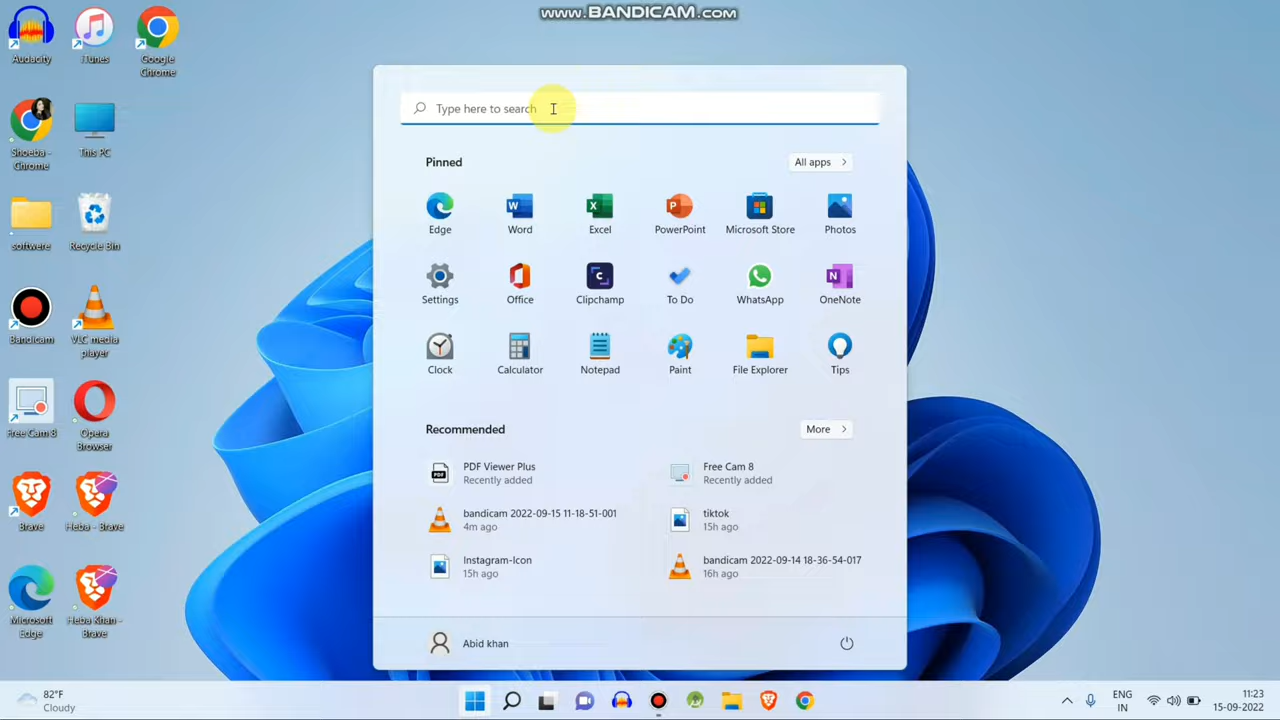 www.BANDICAM.com
Audacity
iTunes
Google
Chrome
Shoeba -
Chrome
This PC
softwere
Recycle Bin
Bandicam
VLC media
player
Free Cam 8
Opera
Browser
Brave
Heba - Brave
Microsoft
Edge
Heba Khan -
Brave
Type here to search
Pinned
All apps
Edge
Word
Excel
PowerPoint
Microsoft Store
Photos
Settings
Office
Clipchamp
To Do
WhatsApp
OneNote
Clock
Calculator
Notepad
Paint
File Explorer
Tips
Recommended
More
PDF
PDF Viewer Plus
Recently added
Free Cam 8
Recently added
bandicam 2022-09-15 11-18-51-001
4m ago
tiktok
15h ago
Instagram-Icon
15h ago
bandicam 2022-09-14 18-36-54-017
16h ago
Abid khan
82°F
Cloudy
ENG
IN
11:23
15-09-2022